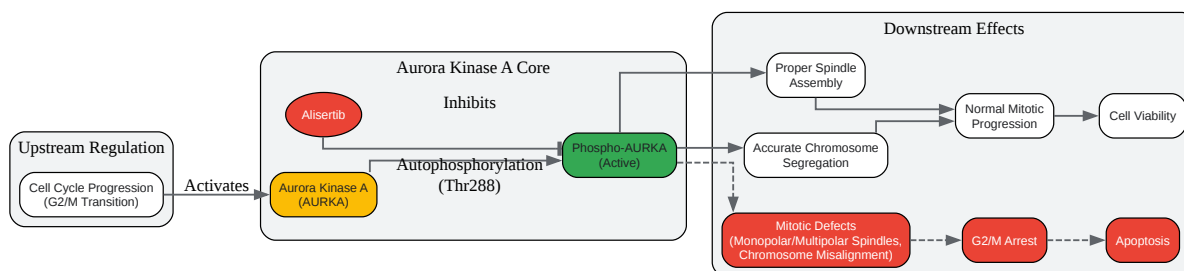 Upstream Regulation
Cell Cycle Progression
(G2/M Transition)
Activates
Aurora Kinase A Core
Inhibits
Alisertib
Aurora Kinase A
(AURKA)
Autophosphorylation
(Thr288)
Phospho-AURKA
(Active)
Downstream Effects
Proper Spindle
Assembly
Accurate Chromosome
Segregation
Normal Mitotic
Progression
Cell Viability
Mitotic Defects
(Monopolar/Multipolar Spindles,
Chromosome Misalignment)
G2/M Arrest
Apoptosis